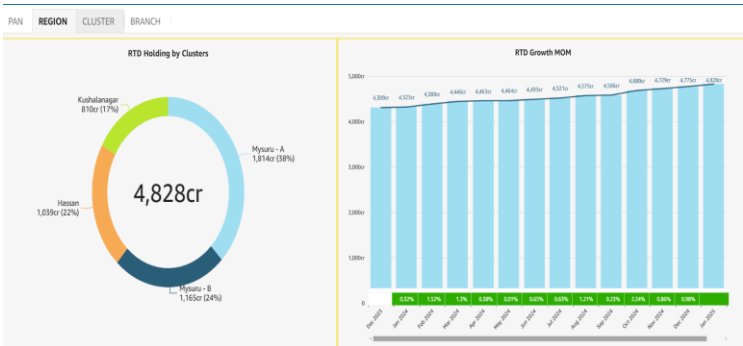 PAN REGION CLUSTER BRANCH
RTD Holding by Clusters
Kushalanagar
810cr (17%)
Mysuru - A
1,814cr (38%)
4,828cr
Hassan
1,039cr (22%)
Mysuru - B
1,165cr (24%)
RTD Growth MOM
5,000cr
4,309cr 4,323cr 4,389cr 4,446cr 4,463cr 4,464cr 4,493cr 4,521cr 4,575cr 4,586cr 4,689cr 4,729cr 4,775cr 4,828cr
4,000cr
3,000cr
2,000cr
1,000cr
0
0.32% 1.52% 1.3% 0.38% 0.01% 0.65% 0.63% 1.21% 0.23% 2.24% 0.86% 0.98%
Dec 2023 Jan 2024 Feb 2024 Mar 2024 Apr 2024 May 2024 Jun 2024 Jul 2024 Aug 2024 Sep 2024 Oct 2024 Nov 2024 Dec 2024 Jan 2025